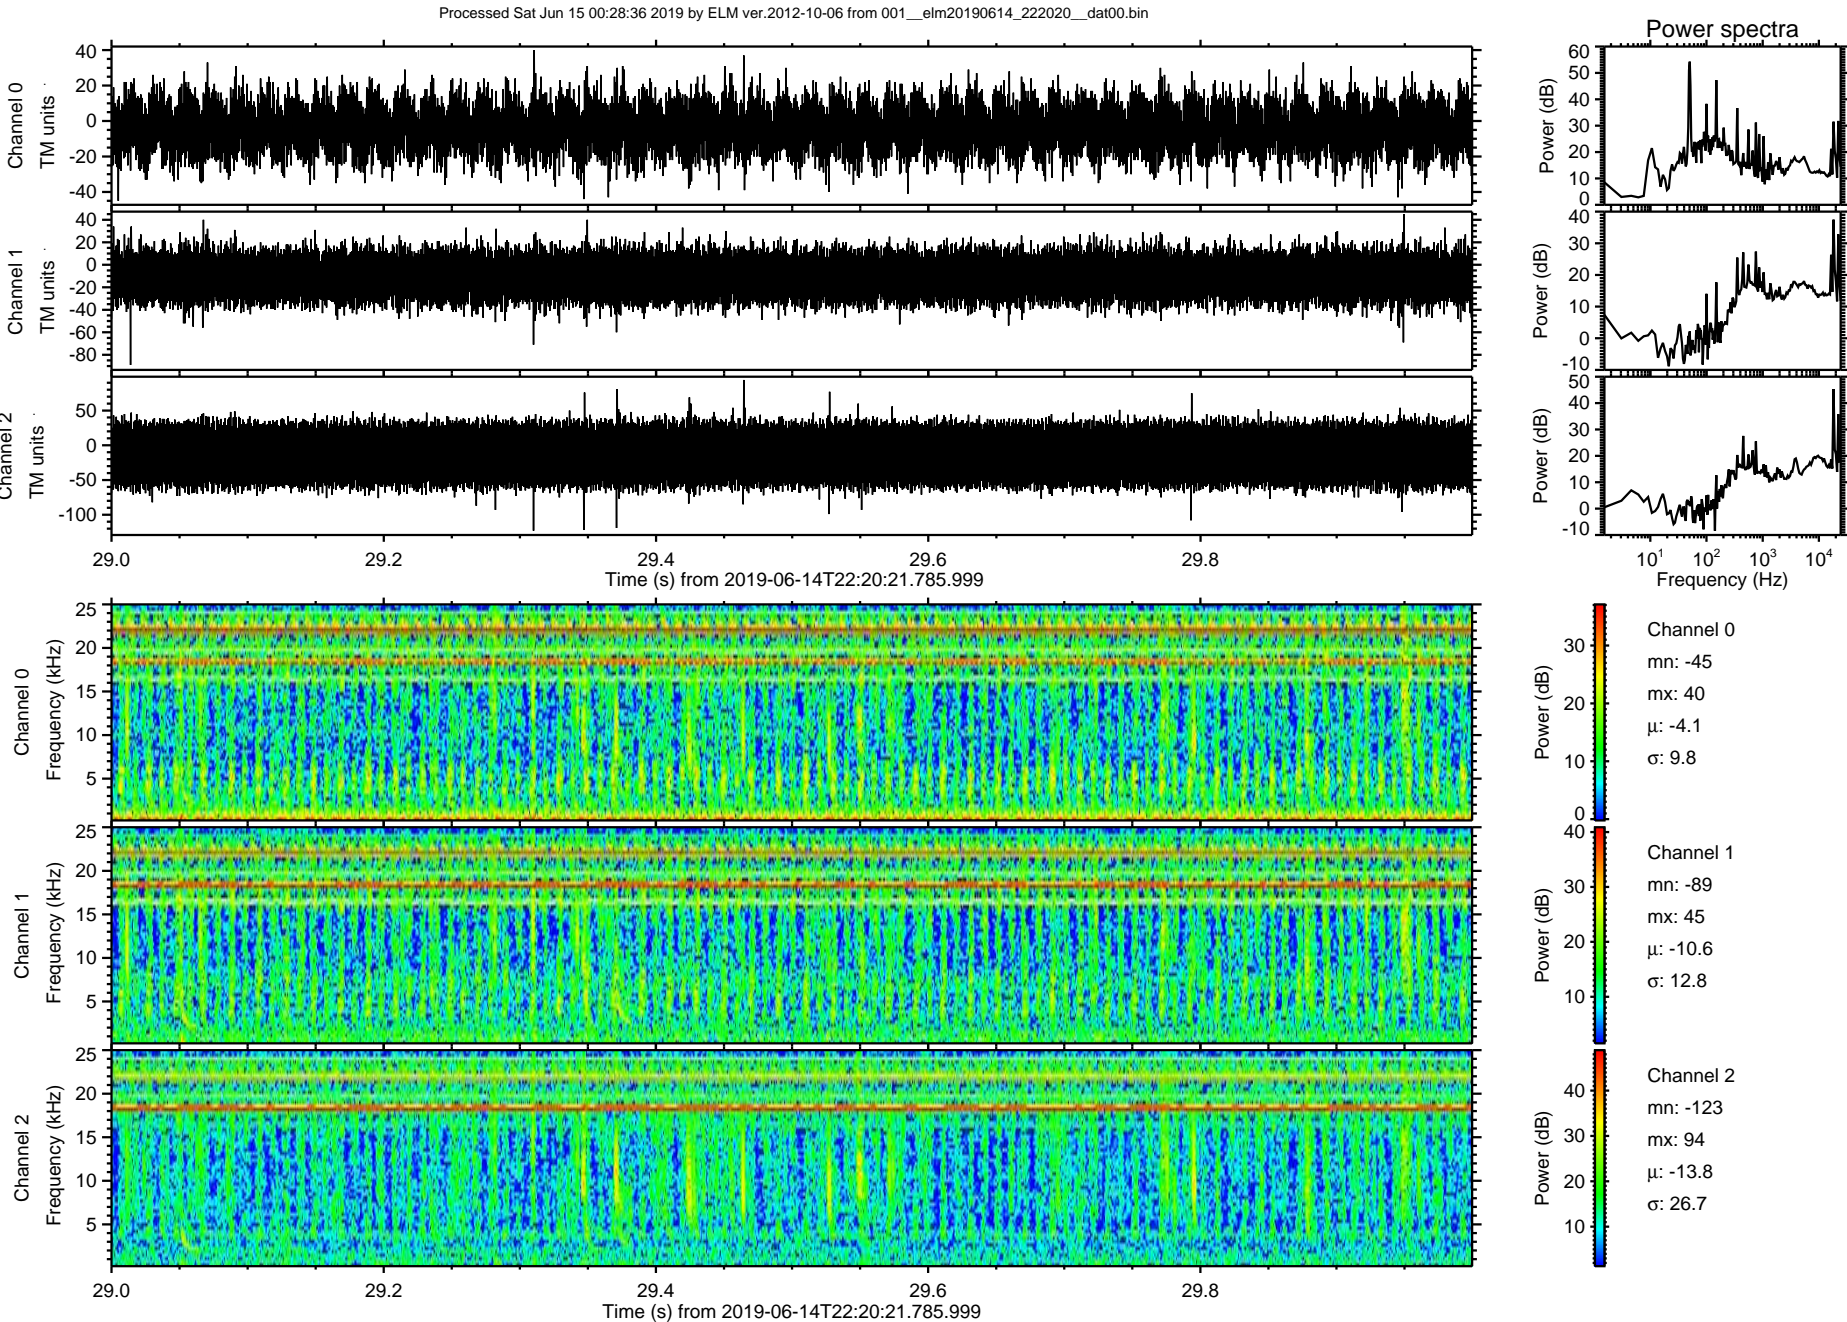 Processed Sat Jun 15 00:28:36 2019 by ELM ver.2012-10-06 from 001__elm20190614_222020__dat00.bin
Power spectra
Channel 0
TM units
40
20
0
-20
-40
Power (dB)
60
50
40
30
20
10
0
Channel 1
TM units
40
20
0
-20
-40
-60
-80
Power (dB)
40
30
20
10
0
-10
Channel 2
TM units
50
0
-50
-100
Power (dB)
50
40
30
20
10
0
-10
29.0 29.2 29.4 29.6 29.8
Time (s) from 2019-06-14T22:20:21.785.999
10^1 10^2 10^3 10^4
Frequency (Hz)
Channel 0
Frequency (kHz)
25
20
15
10
5
Power (dB)
30
20
10
0
Channel 0
mn: -45
mx: 40
μ: -4.1
σ: 9.8
Channel 1
Frequency (kHz)
25
20
15
10
5
Power (dB)
40
30
20
10
Channel 1
mn: -89
mx: 45
μ: -10.6
σ: 12.8
Channel 2
Frequency (kHz)
25
20
15
10
5
Power (dB)
40
30
20
10
Channel 2
mn: -123
mx: 94
μ: -13.8
σ: 26.7
29.0 29.2 29.4 29.6 29.8
Time (s) from 2019-06-14T22:20:21.785.999